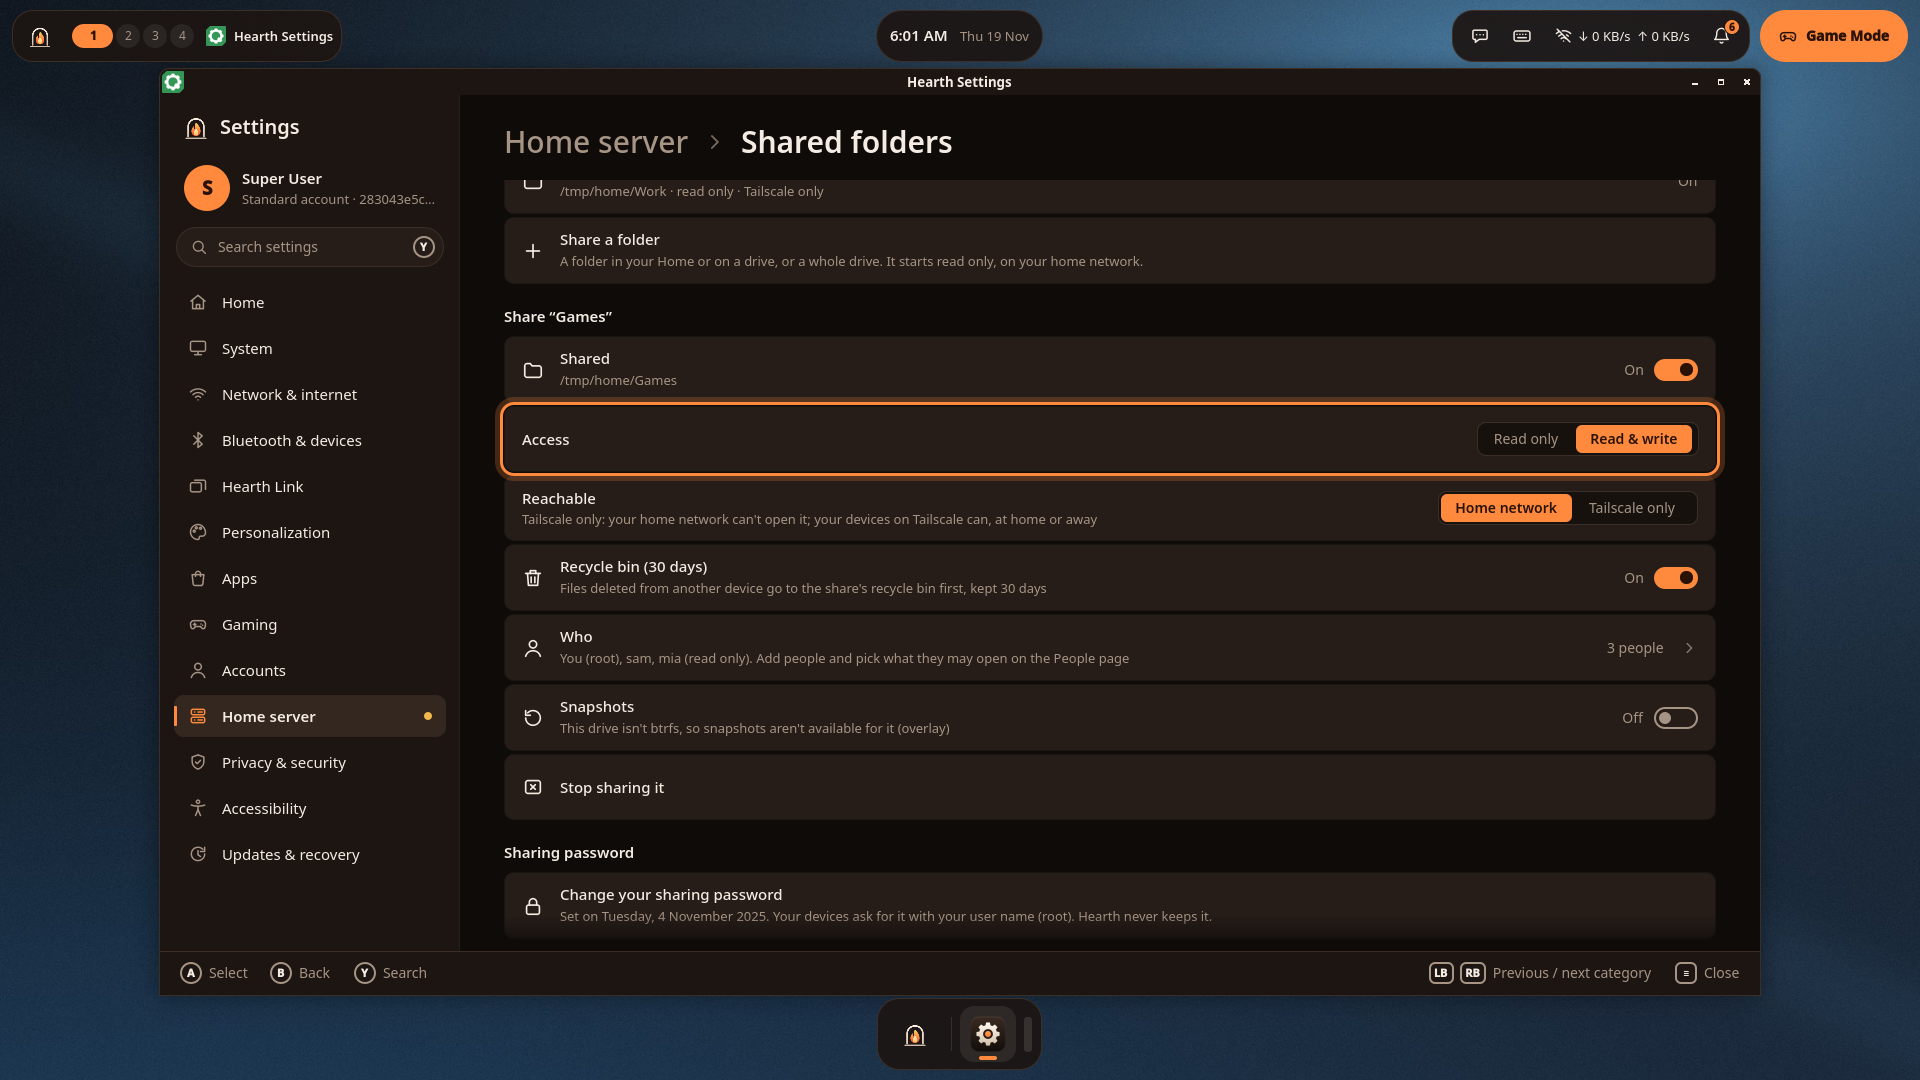 1 2 3 4 Hearth Settings
6:01 AM Thu 19 Nov
↓ 0 KB/s ↑ 0 KB/s 6 Game Mode
Hearth Settings
Settings
S
Super User
Standard account · 283043e5c...
Search settings Y
Home
System
Network & internet
Bluetooth & devices
Hearth Link
Personalization
Apps
Gaming
Accounts
Home server
Privacy & security
Accessibility
Updates & recovery
Home server > Shared folders
/tmp/home/Work · read only · Tailscale only
On
Share a folder
A folder in your Home or on a drive, or a whole drive. It starts read only, on your home network.
Share “Games”
Shared
/tmp/home/Games
On
Access
Read only Read & write
Reachable
Tailscale only: your home network can't open it; your devices on Tailscale can, at home or away
Home network Tailscale only
Recycle bin (30 days)
Files deleted from another device go to the share's recycle bin first, kept 30 days
On
Who
You (root), sam, mia (read only). Add people and pick what they may open on the People page
3 people
Snapshots
This drive isn't btrfs, so snapshots aren't available for it (overlay)
Off
Stop sharing it
Sharing password
Change your sharing password
Set on Tuesday, 4 November 2025. Your devices ask for it with your user name (root). Hearth never keeps it.
A Select B Back Y Search
LB RB Previous / next category ≡ Close